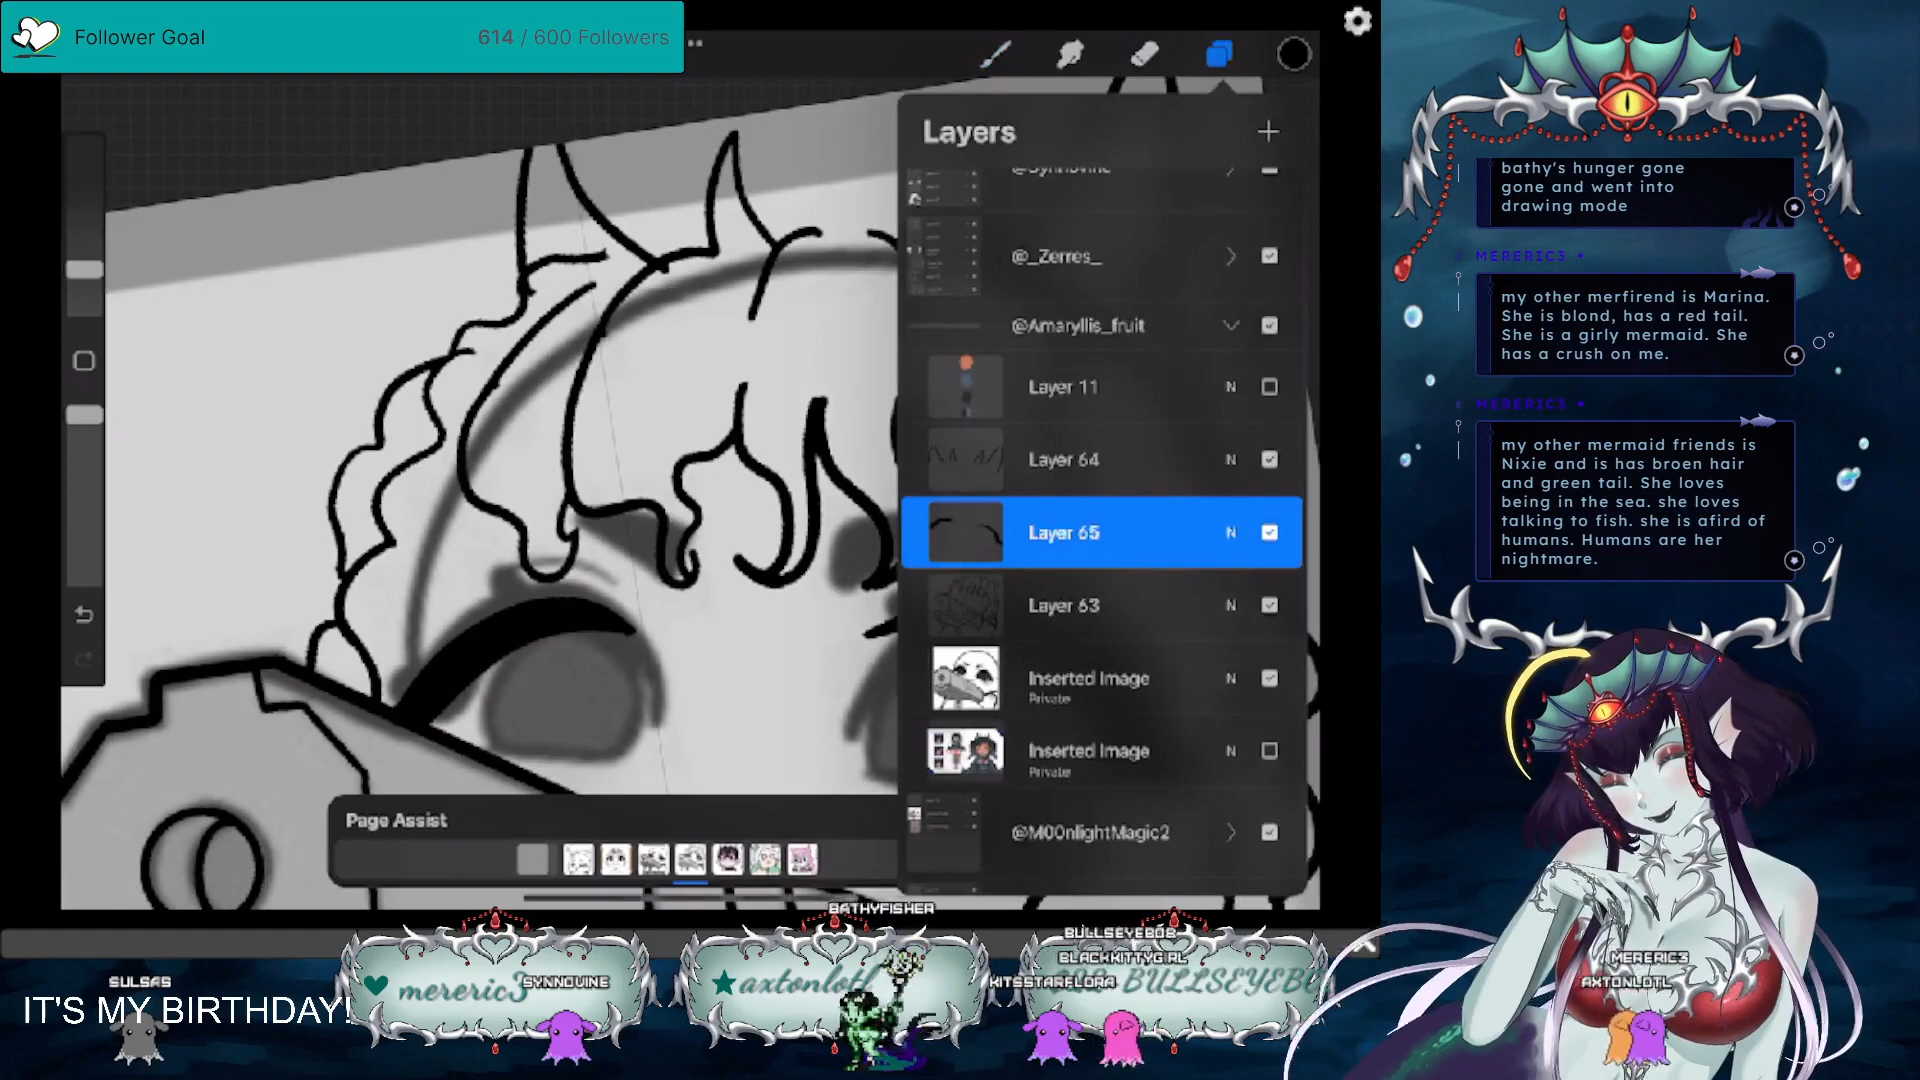 Follower Goal
614 / 600 Followers
Layers
@_Zerres_
@Amaryllis_fruit
Layer 11
N
Layer 64
N
Layer 65
N
Layer 63
N
Inserted Image
N
Private
Inserted Image
N
Private
@M00nlightMagic2
Page Assist
bathy's hunger gone
gone and went into
drawing mode
MERERIC3
my other merfirend is Marina.
She is blond, has a red tail.
She is a girly mermaid. She
has a crush on me.
MERERIC3
my other mermaid friends is
Nixie and is has broen hair
and green tail. She loves
being in the sea. she loves
talking to fish. she is afird of
humans. Humans are her
nightmare.
BATHYFISHER
BULLSEYEBOB
BLACKKITTYGIRL
KITSSTARFLORA
SULSAS
IT'S MY BIRTHDAY!
mereric3
SYNNOVINE
axtonlotl
BULLSEYEB
MERERIC3
AXTONLOTL